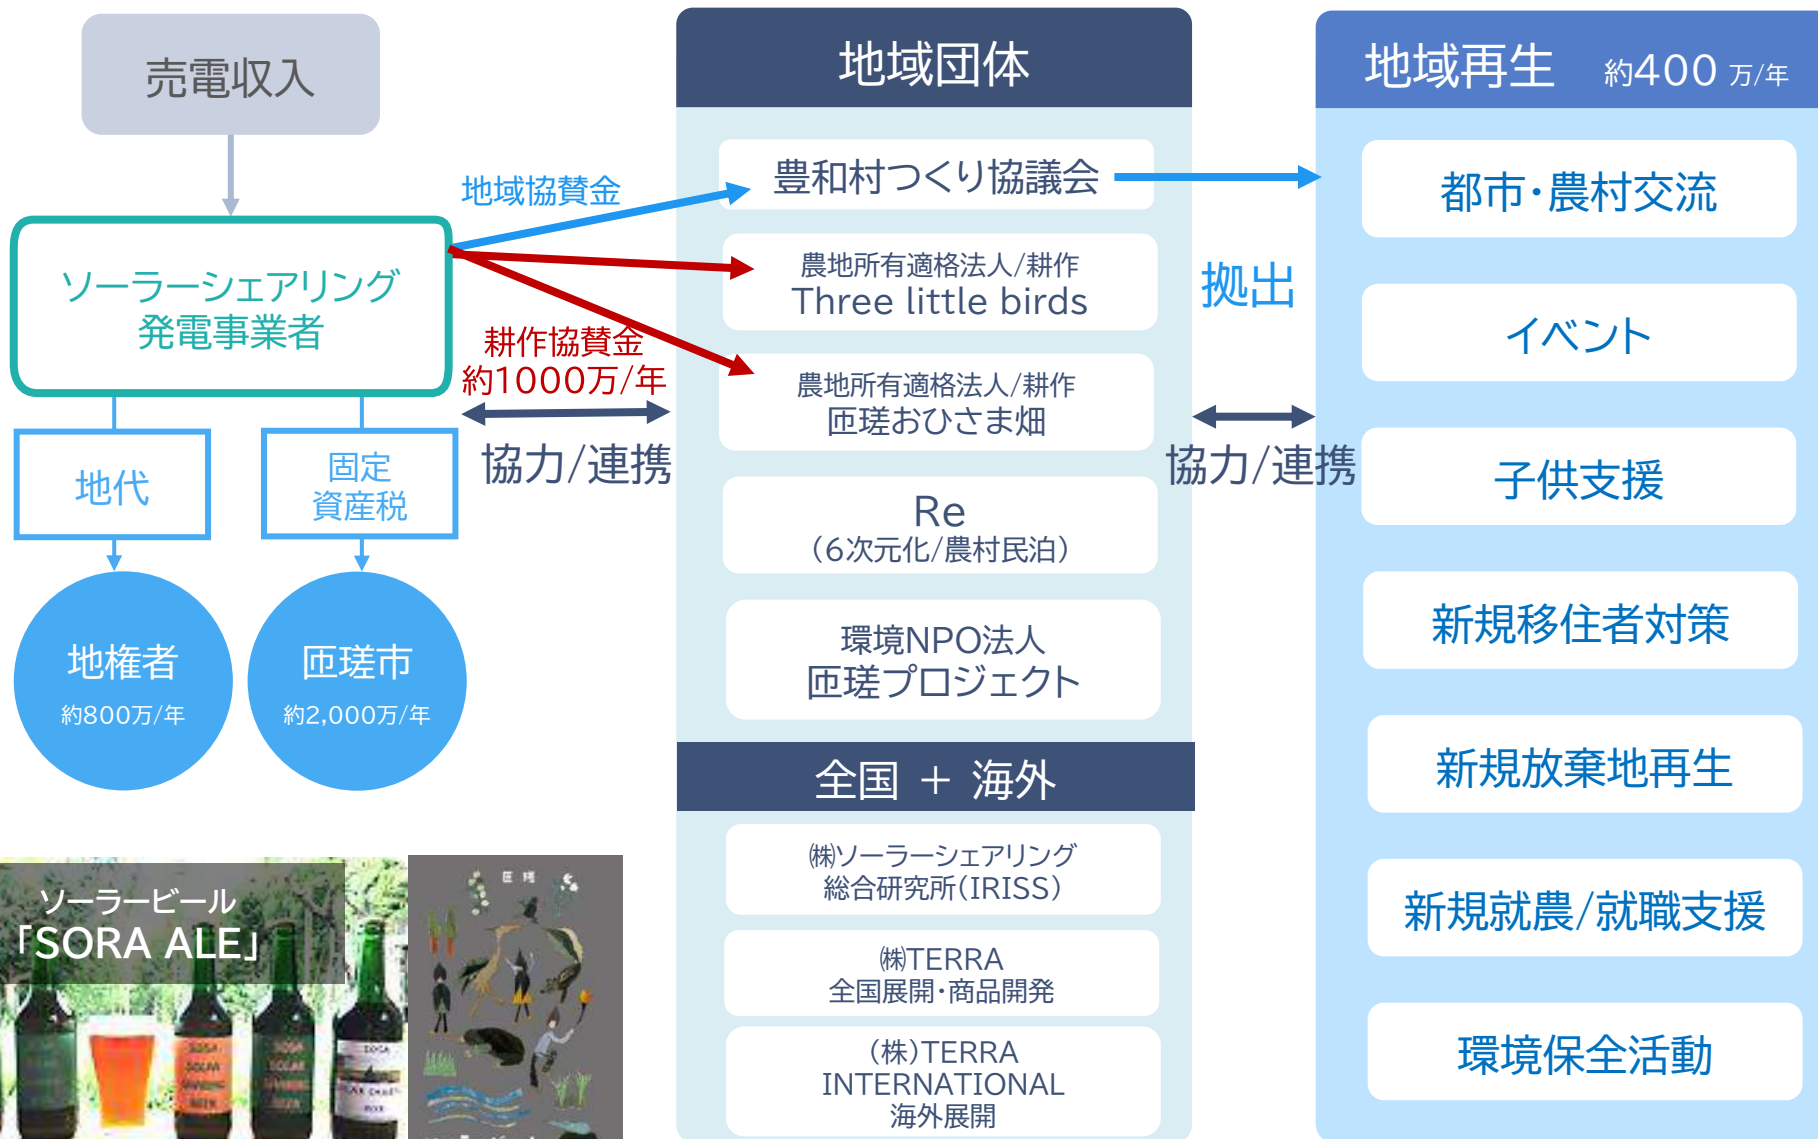 売電収入
ソーラーシェアリング
発電事業者
地代
固定
資産税
地権者
約800万/年
匝瑳市
約2,000万/年
地域協賛金
耕作協賛金
約1000万/年
協力/連携
地域団体
豊和村つくり協議会
農地所有適格法人/耕作
Three little birds
農地所有適格法人/耕作
匝瑳おひさま畑
Re
(6次元化/農村民泊)
環境NPO法人
匝瑳プロジェクト
全国 + 海外
㈱ソーラーシェアリング
総合研究所(IRISS)
㈱TERRA
全国展開・商品開発
(株)TERRA
INTERNATIONAL
海外展開
拠出
協力/連携
地域再生 約400 万/年
都市・農村交流
イベント
子供支援
新規移住者対策
新規放棄地再生
新規就農/就職支援
環境保全活動
ソーラービール
「SORA ALE」
匝瑳
SOSA
SOLAR
SHARING
BEER